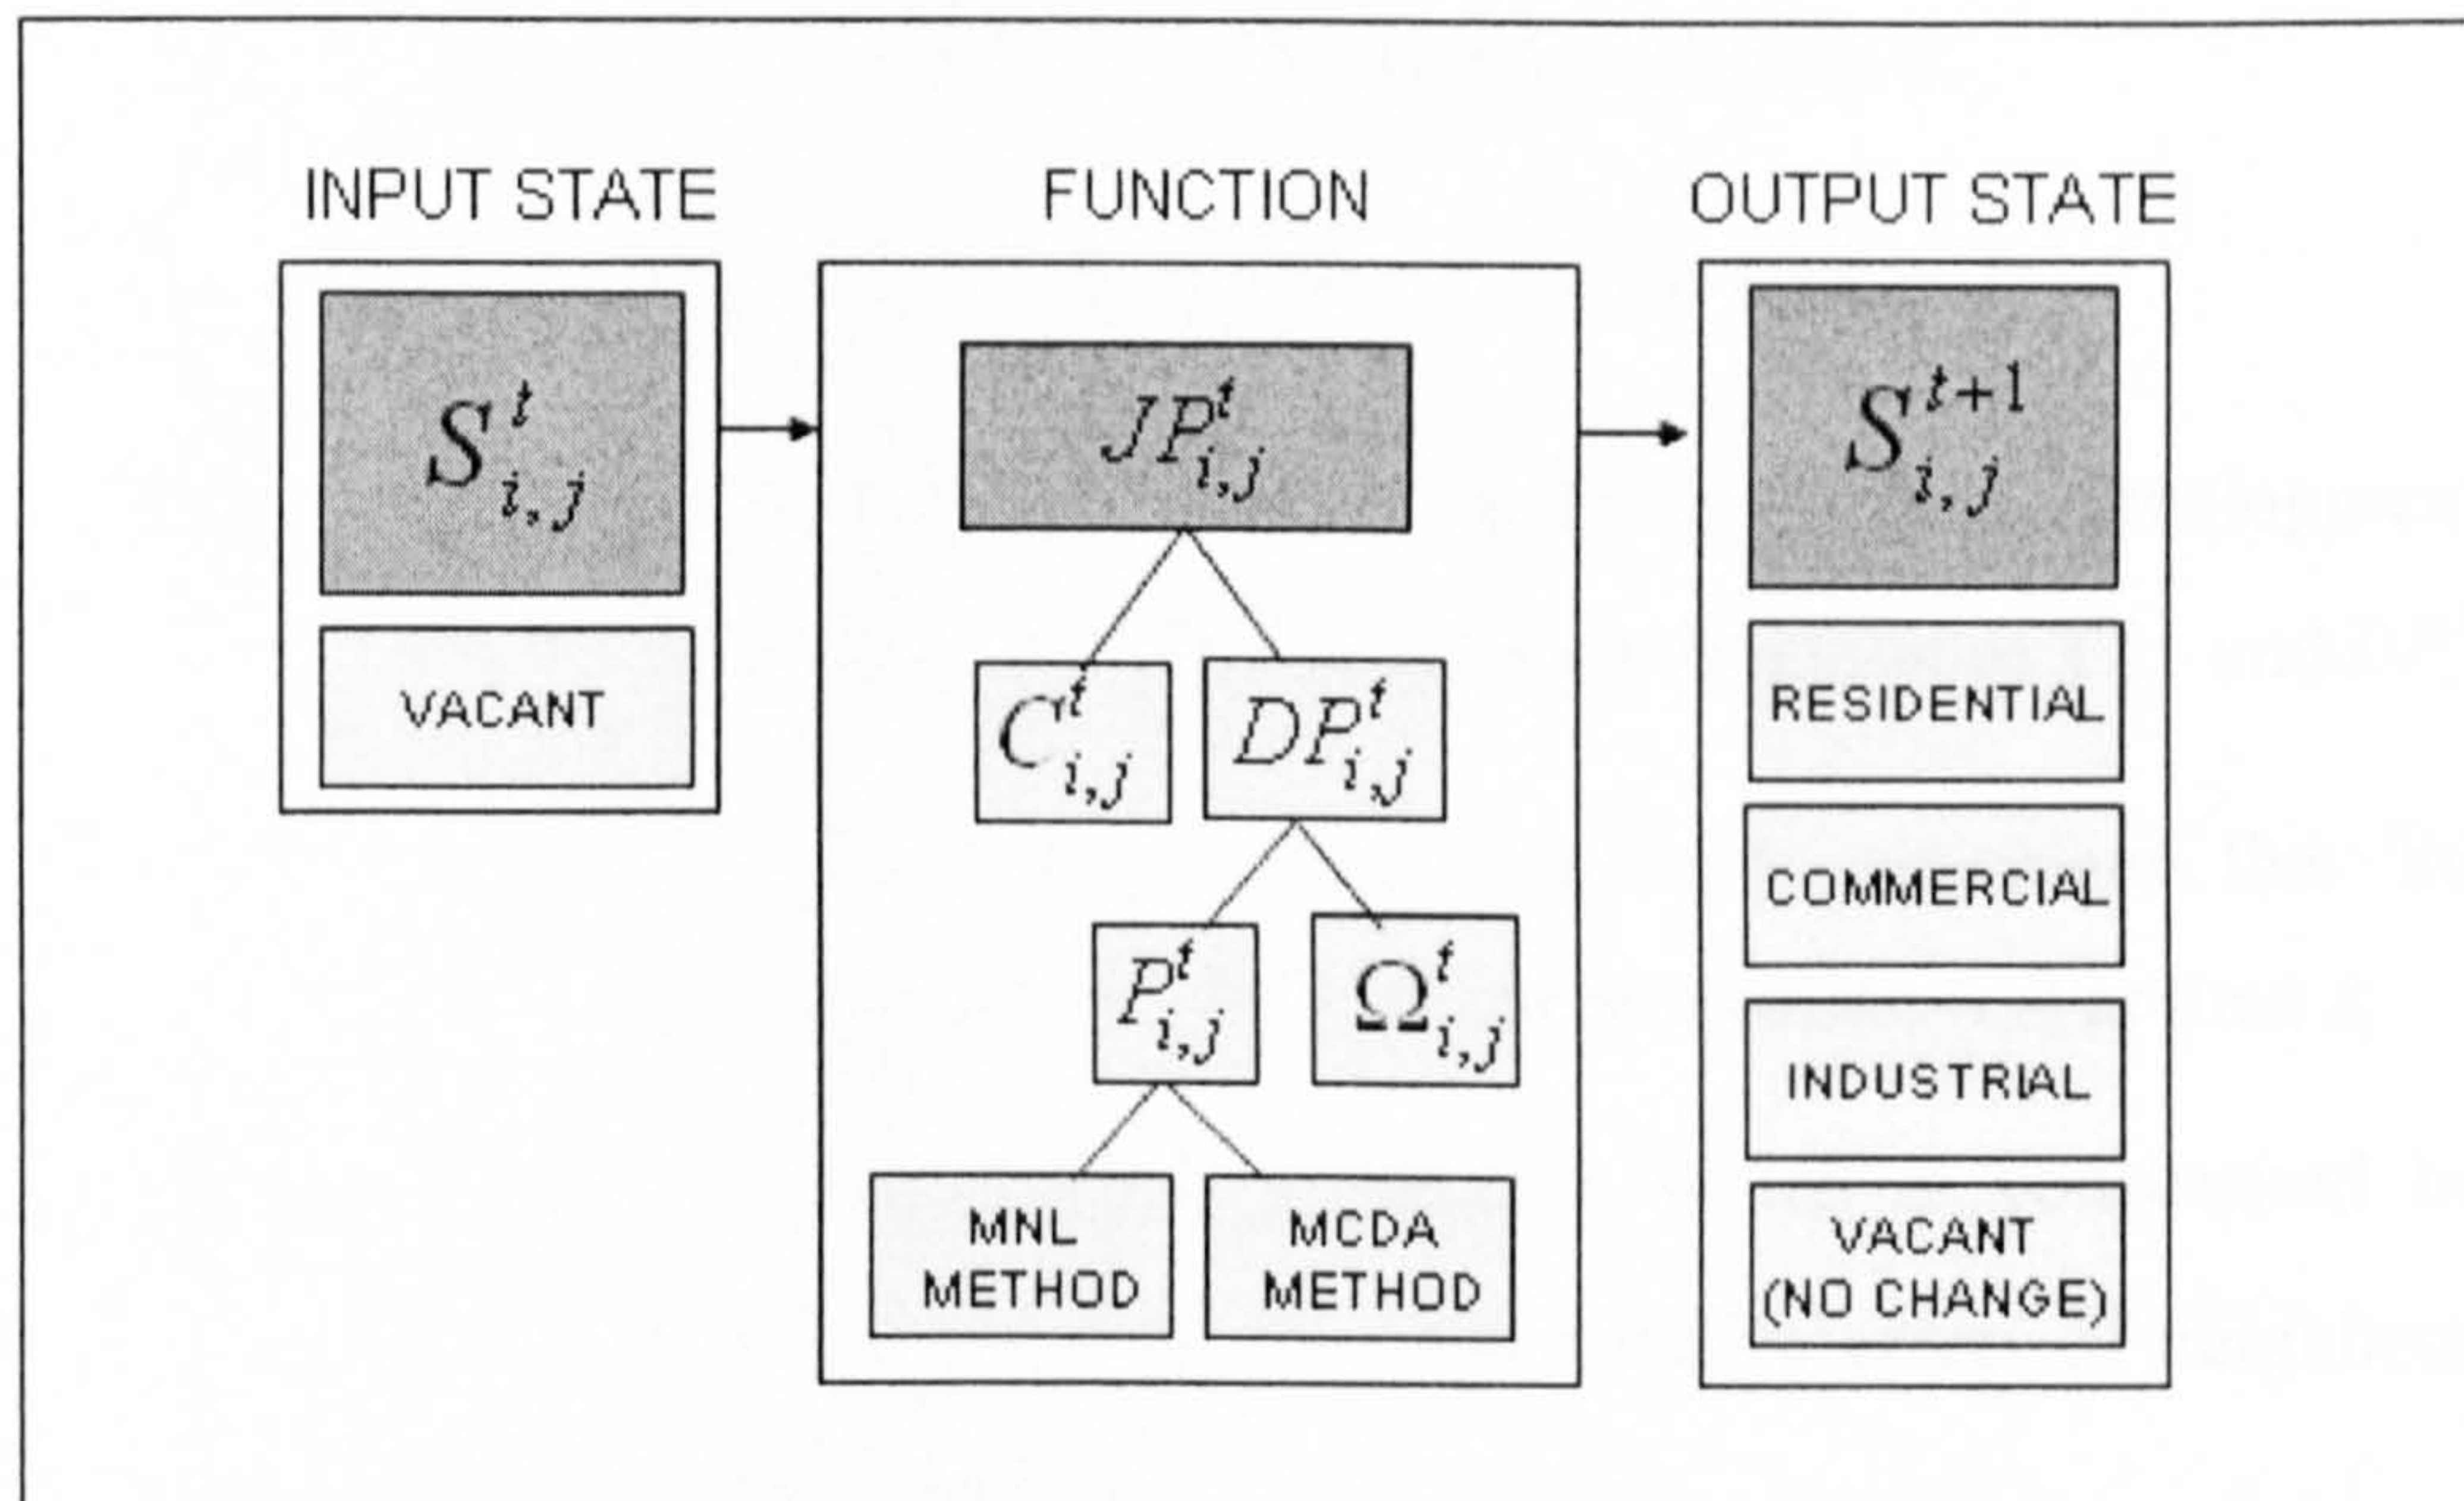 INPUT STATE
FUNCTION
OUTPUT STATE
S^t_{i,j}
VACANT
JP^t_{i,j}
C^t_{i,j}
DP^t_{i,j}
P^t_{i,j}
Ω^t_{i,j}
MNL
METHOD
MCDA
METHOD
S^{t+1}_{i,j}
RESIDENTIAL
COMMERCIAL
INDUSTRIAL
VACANT
(NO CHANGE)